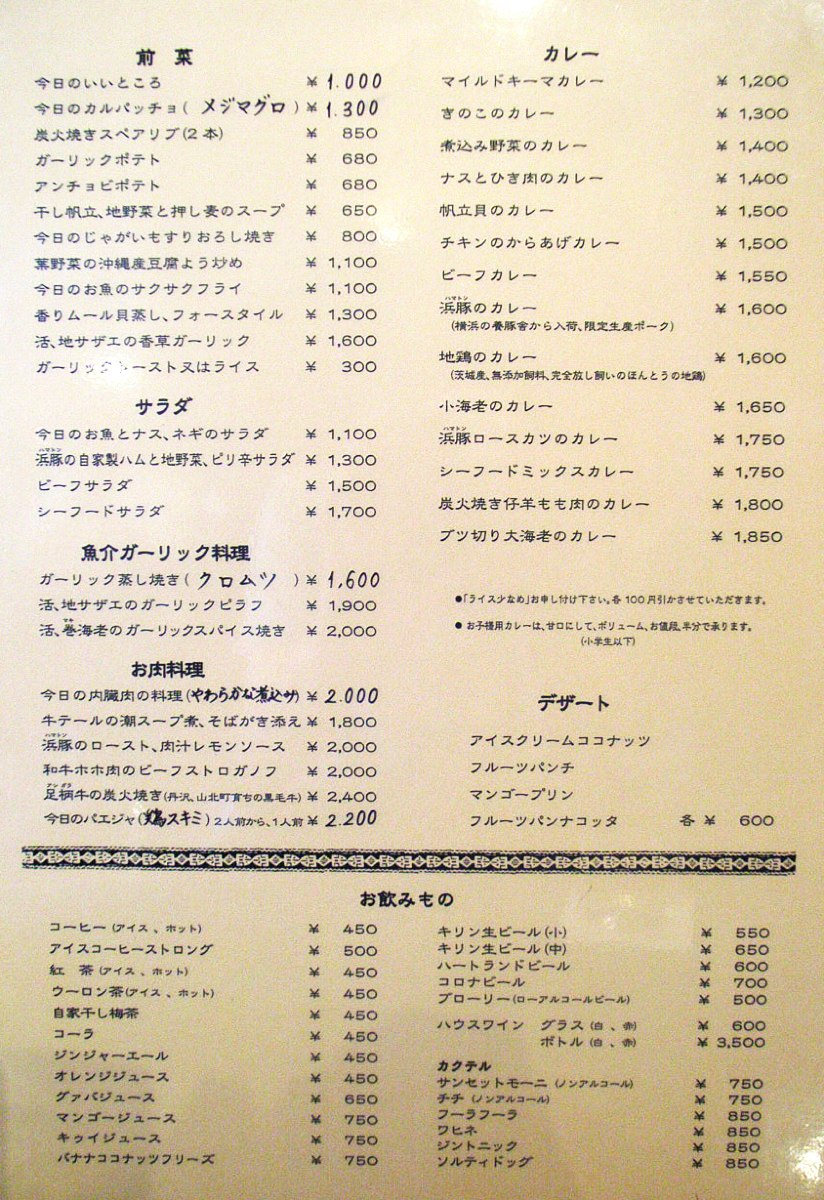 前 菜
今日のいいところ ¥ 1.000
今日のカルパッチョ( メジマグロ ) ¥ 1.300
炭火焼きスペアリブ(2本) ¥ 850
ガーリックポテト ¥ 680
アンチョビポテト ¥ 680
干し帆立、地野菜と押し麦のスープ ¥ 650
今日のじゃがいもすりおろし焼き ¥ 800
葉野菜の沖縄産豆腐よう炒め ¥ 1,100
今日のお魚のサクサクフライ ¥ 1,100
香りムール貝蒸し、フォースタイル ¥ 1,300
活、地サザエの香草ガーリック ¥ 1,600
ガーリックトースト又はライス ¥ 300
サラダ
今日のお魚とナス、ネギのサラダ ¥ 1,100
ハマトン
浜豚の自家製ハムと地野菜、ピリ辛サラダ ¥ 1,300
ビーフサラダ ¥ 1,500
シーフードサラダ ¥ 1,700
魚介ガーリック料理
ガーリック蒸し焼き( クロムツ ) ¥ 1,600
活、地サザエのガーリックピラフ ¥ 1,900
マキ
活、巻海老のガーリックスパイス焼き ¥ 2,000
お肉料理
今日の内臓肉の料理(やわらかな煮込み) ¥ 2.000
牛テールの潮スープ煮、そばがき添え ¥ 1,800
ハマトン
浜豚のロースト、肉汁レモンソース ¥ 2,000
和牛ホホ肉のビーフストロガノフ ¥ 2,000
アシガラ
足柄牛の炭火焼き(丹沢、山北町育ちの黒毛牛) ¥ 2,400
今日のパエジャ(鶏スキミ) 2人前から、1人前 ¥ 2.200
カレー
マイルドキーマカレー ¥ 1,200
きのこのカレー ¥ 1,300
煮込み野菜のカレー ¥ 1,400
ナスとひき肉のカレー ¥ 1,400
帆立貝のカレー ¥ 1,500
チキンのからあげカレー ¥ 1,500
ビーフカレー ¥ 1,550
ハマトン
浜豚のカレー ¥ 1,600
(横浜の養豚舎から入荷、限定生産ポーク)
地鶏のカレー ¥ 1,600
(茨城産、無添加飼料、完全放し飼いのほんとうの地鶏)
小海老のカレー ¥ 1,650
ハマトン
浜豚ロースカツのカレー ¥ 1,750
シーフードミックスカレー ¥ 1,750
炭火焼き仔羊もも肉のカレー ¥ 1,800
ブツ切り大海老のカレー ¥ 1,850
●「ライス少なめ」お申し付け下さい。各100円引かさせていただきます。
● お子様用カレーは、甘口にして、ボリューム、お値段、半分で承ります。
(小学生以下)
デザート
アイスクリームココナッツ
フルーツパンチ
マンゴープリン
フルーツパンナコッタ 各 ¥ 600
お飲みもの
コーヒー(アイス、ホット) ¥ 450
アイスコーヒーストロング ¥ 500
紅 茶(アイス、ホット) ¥ 450
ウーロン茶(アイス、ホット) ¥ 450
自家干し梅茶 ¥ 450
コーラ ¥ 450
ジンジャーエール ¥ 450
オレンジジュース ¥ 450
グァバジュース ¥ 650
マンゴージュース ¥ 750
キゥイジュース ¥ 750
バナナココナッツフリーズ ¥ 750
キリン生ビール(小) ¥ 550
キリン生ビール(中) ¥ 650
ハートランドビール ¥ 600
コロナビール ¥ 700
ブローリー(ローアルコールビール) ¥ 500
ハウスワイン グラス(白、赤) ¥ 600
ボトル(白、赤) ¥ 3,500
カクテル
サンセットモーニ (ノンアルコール) ¥ 750
チチ (ノンアルコール) ¥ 750
フーラフーラ ¥ 850
ワヒネ ¥ 850
ジントニック ¥ 850
ソルティドッグ ¥ 850